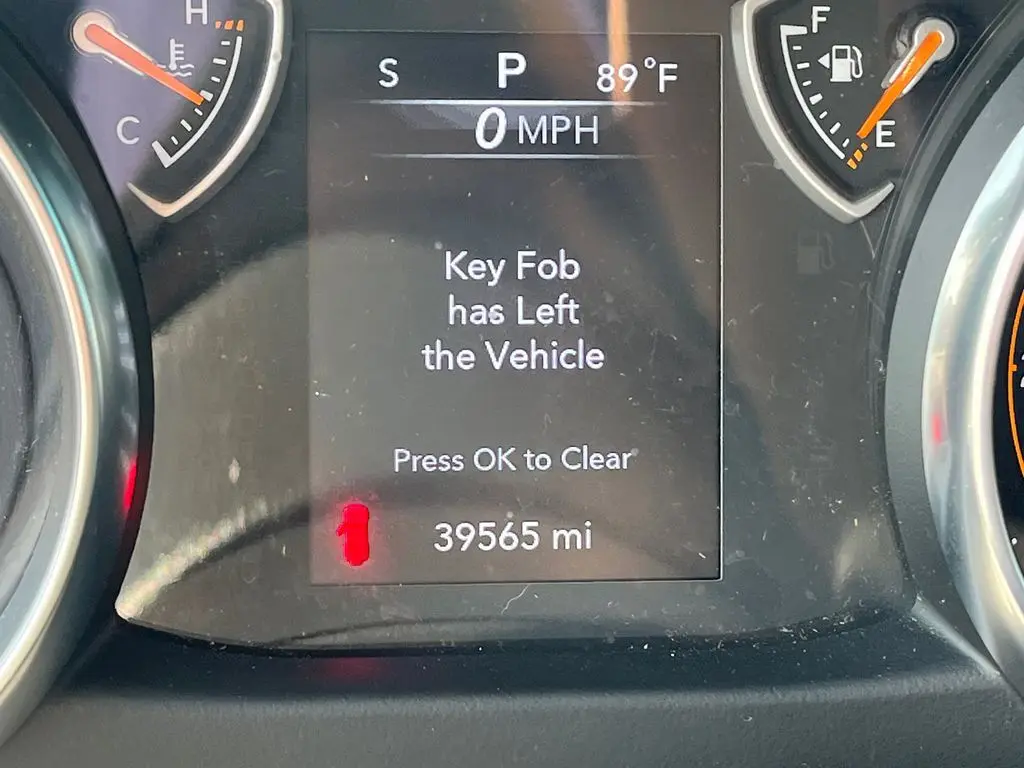 H
C
S P 89°F
F
E
0 MPH
Key Fob
has Left
the Vehicle
Press OK to Clear
39565 mi